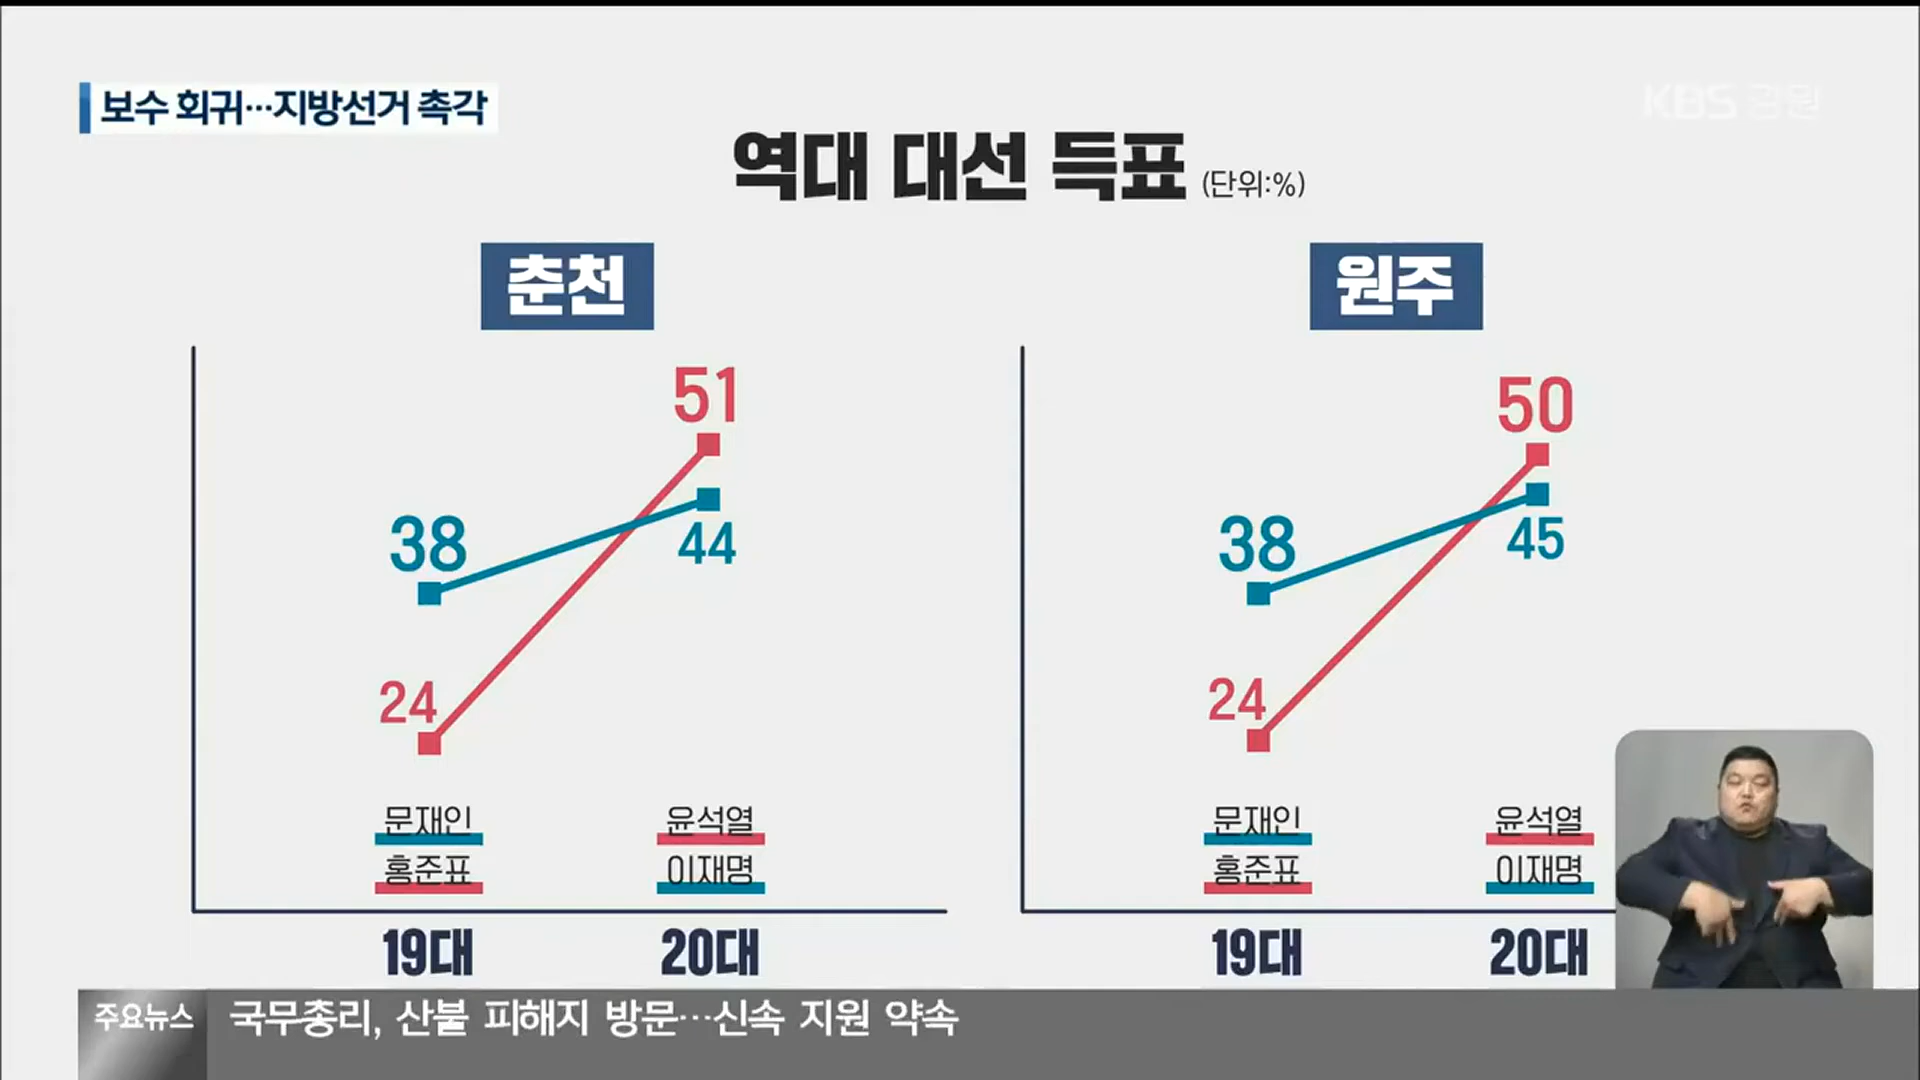 보수 회귀…지방선거 촉각
KBS 강원
역대 대선 득표 (단위:%)
춘천
51
38
44
24
문재인
홍준표
윤석열
이재명
19대
20대
원주
50
38
45
24
문재인
홍준표
윤석열
이재명
19대
20대
주요뉴스
국무총리, 산불 피해지 방문…신속 지원 약속